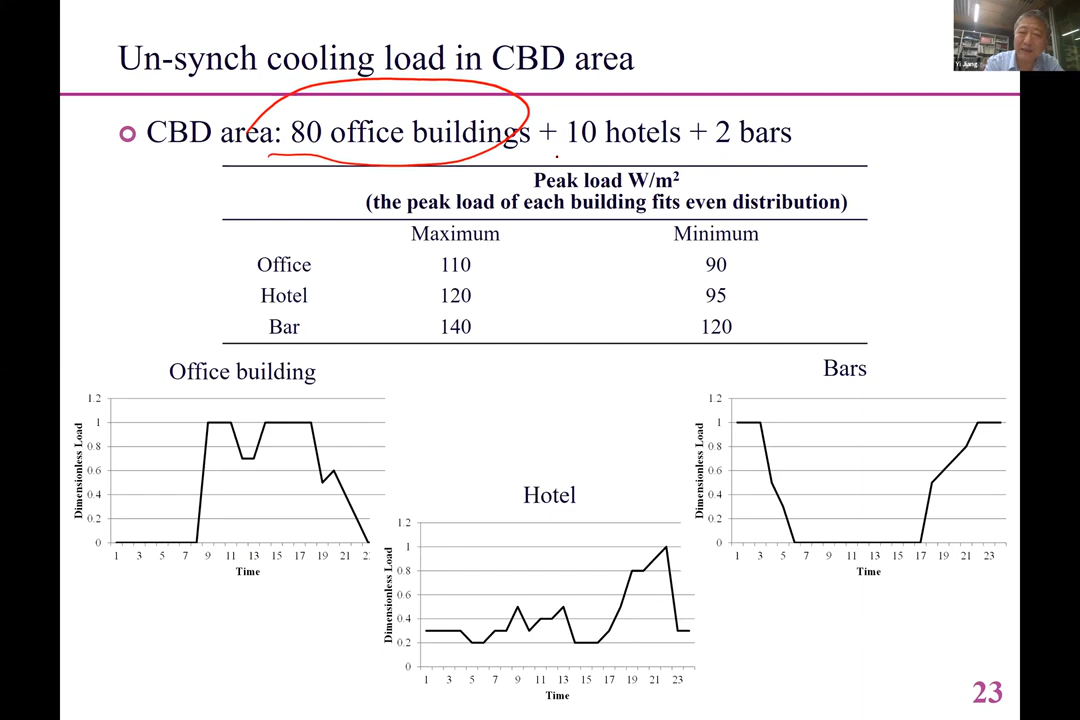 Un-synch cooling load in CBD area
Yi Jiang
CBD area: 80 office buildings + 10 hotels + 2 bars
Peak load W/m²
(the peak load of each building fits even distribution)
Maximum Minimum
Office 110 90
Hotel 120 95
Bar 140 120
Office building
1.2
1
0.8
0.6
0.4
0.2
0
Dimensionless Load
1 3 5 7 9 11 13 15 17 19 21
Time
Hotel
1.2
1
0.8
0.6
0.4
0.2
0
Dimensionless Load
1 3 5 7 9 11 13 15 17 19 21 23
Time
Bars
1.2
1
0.8
0.6
0.4
0.2
0
Dimensionless Load
1 3 5 7 9 11 13 15 17 19 21 23
Time
23